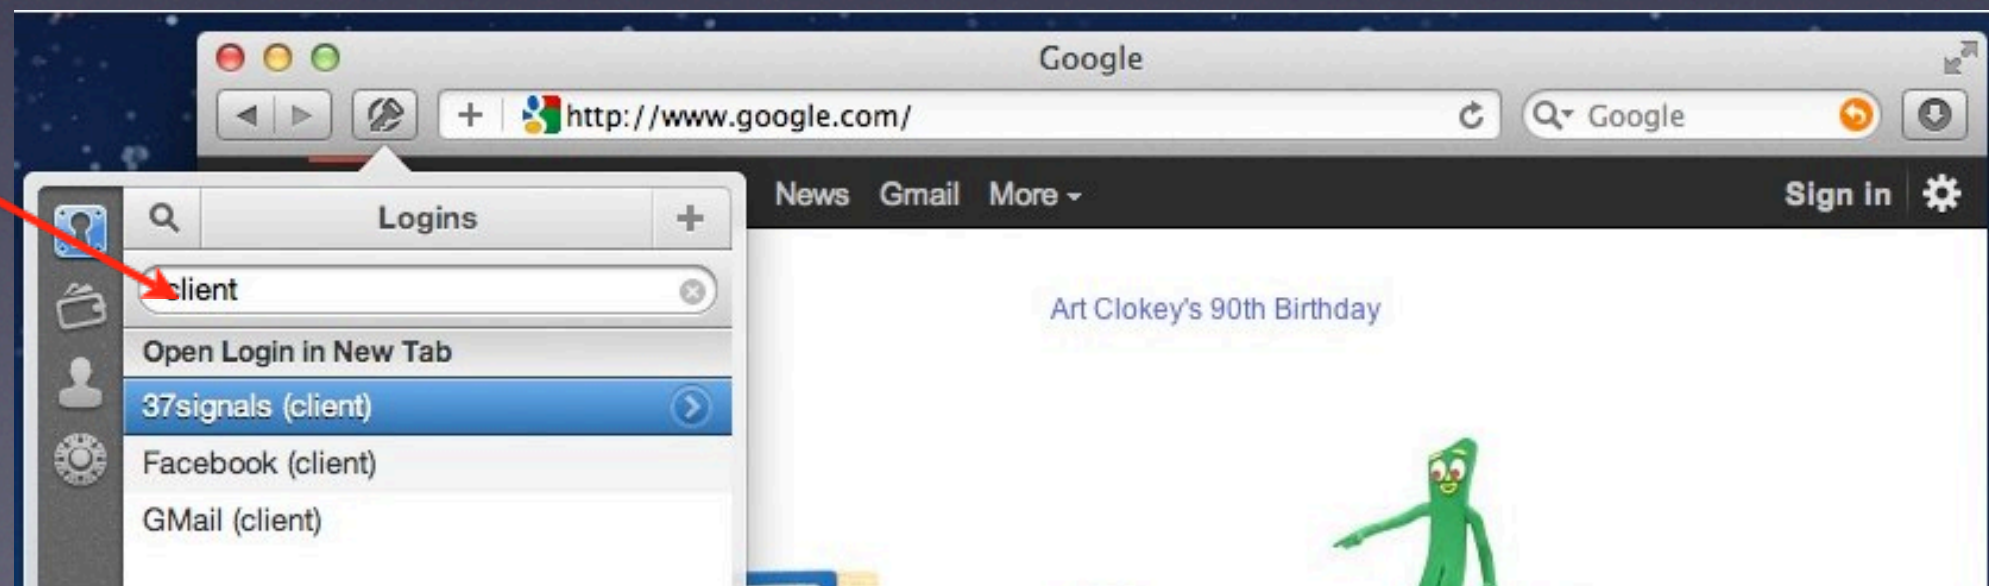 Google
http://www.google.com/
Google
News Gmail More
Sign in
Logins
client
Open Login in New Tab
37signals (client)
Facebook (client)
GMail (client)
Art Clokey's 90th Birthday